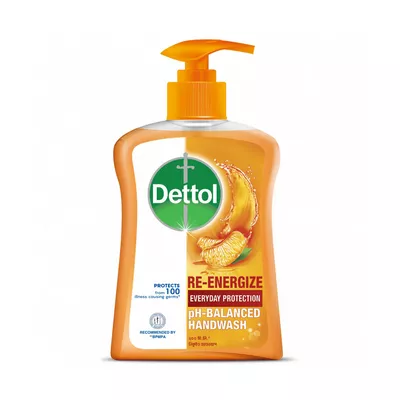 Dettol
PROTECTS
from 100
illness causing germs*
RE-ENERGIZE
EVERYDAY PROTECTION
pH-BALANCED
HANDWASH
RECOMMENDED BY